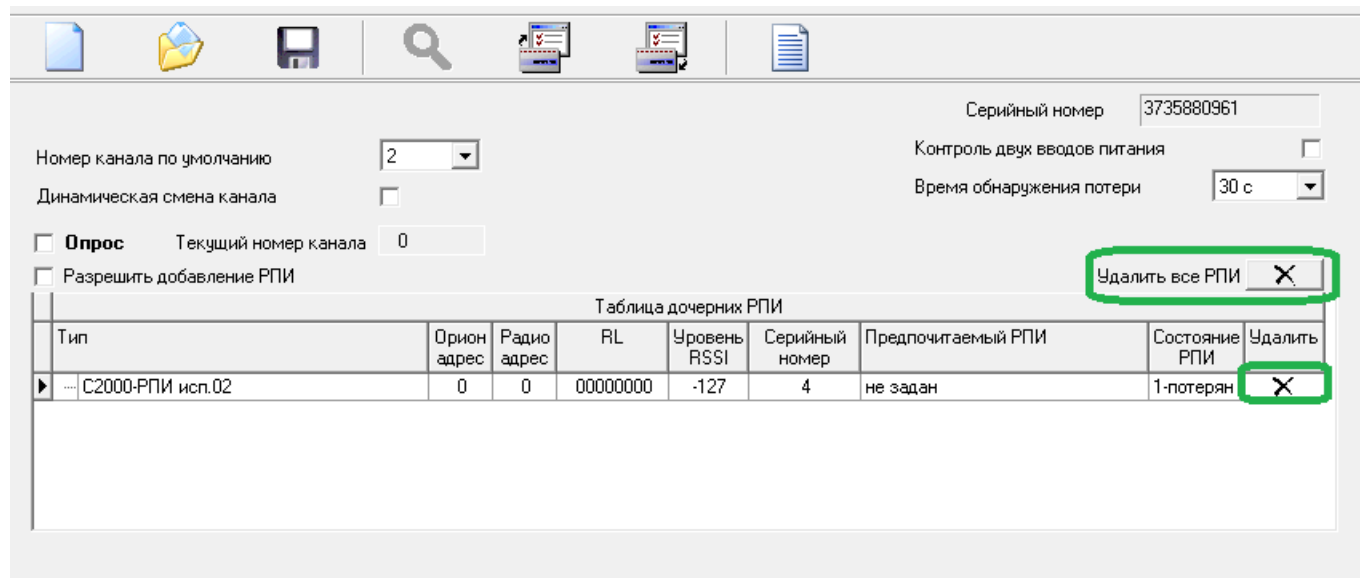 Серийный номер 3735880961
Номер канала по умолчанию 2
Контроль двух вводов питания
Динамическая смена канала
Время обнаружения потери 30 с
Опрос Текущий номер канала 0
Разрешить добавление РПИ
Удалить все РПИ
Таблица дочерних РПИ
Тип Орион адрес Радио адрес RL Уровень RSSI Серийный номер Предпочитаемый РПИ Состояние РПИ Удалить
С2000-РПИ исп.02 0 0 00000000 -127 4 не задан 1-потерян